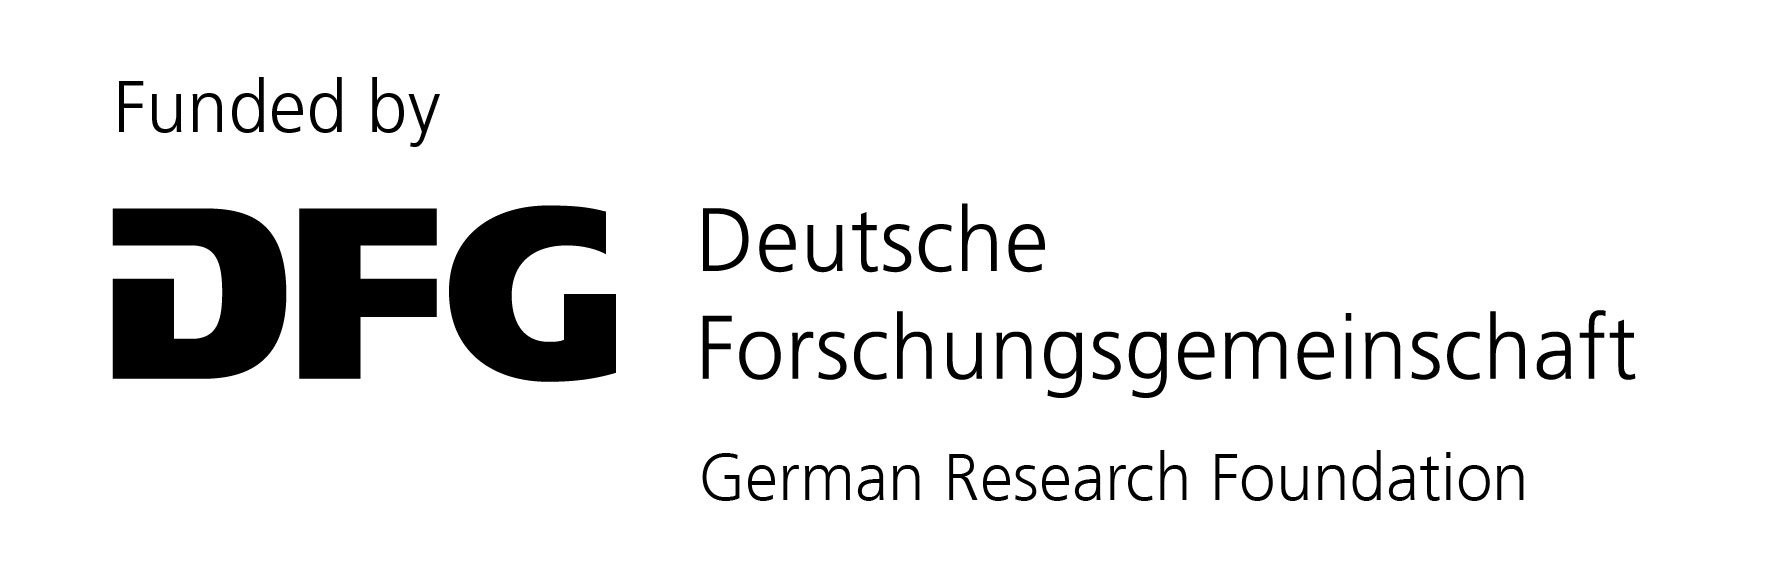 Funded by
DFG
Deutsche
Forschungsgemeinschaft
German Research Foundation